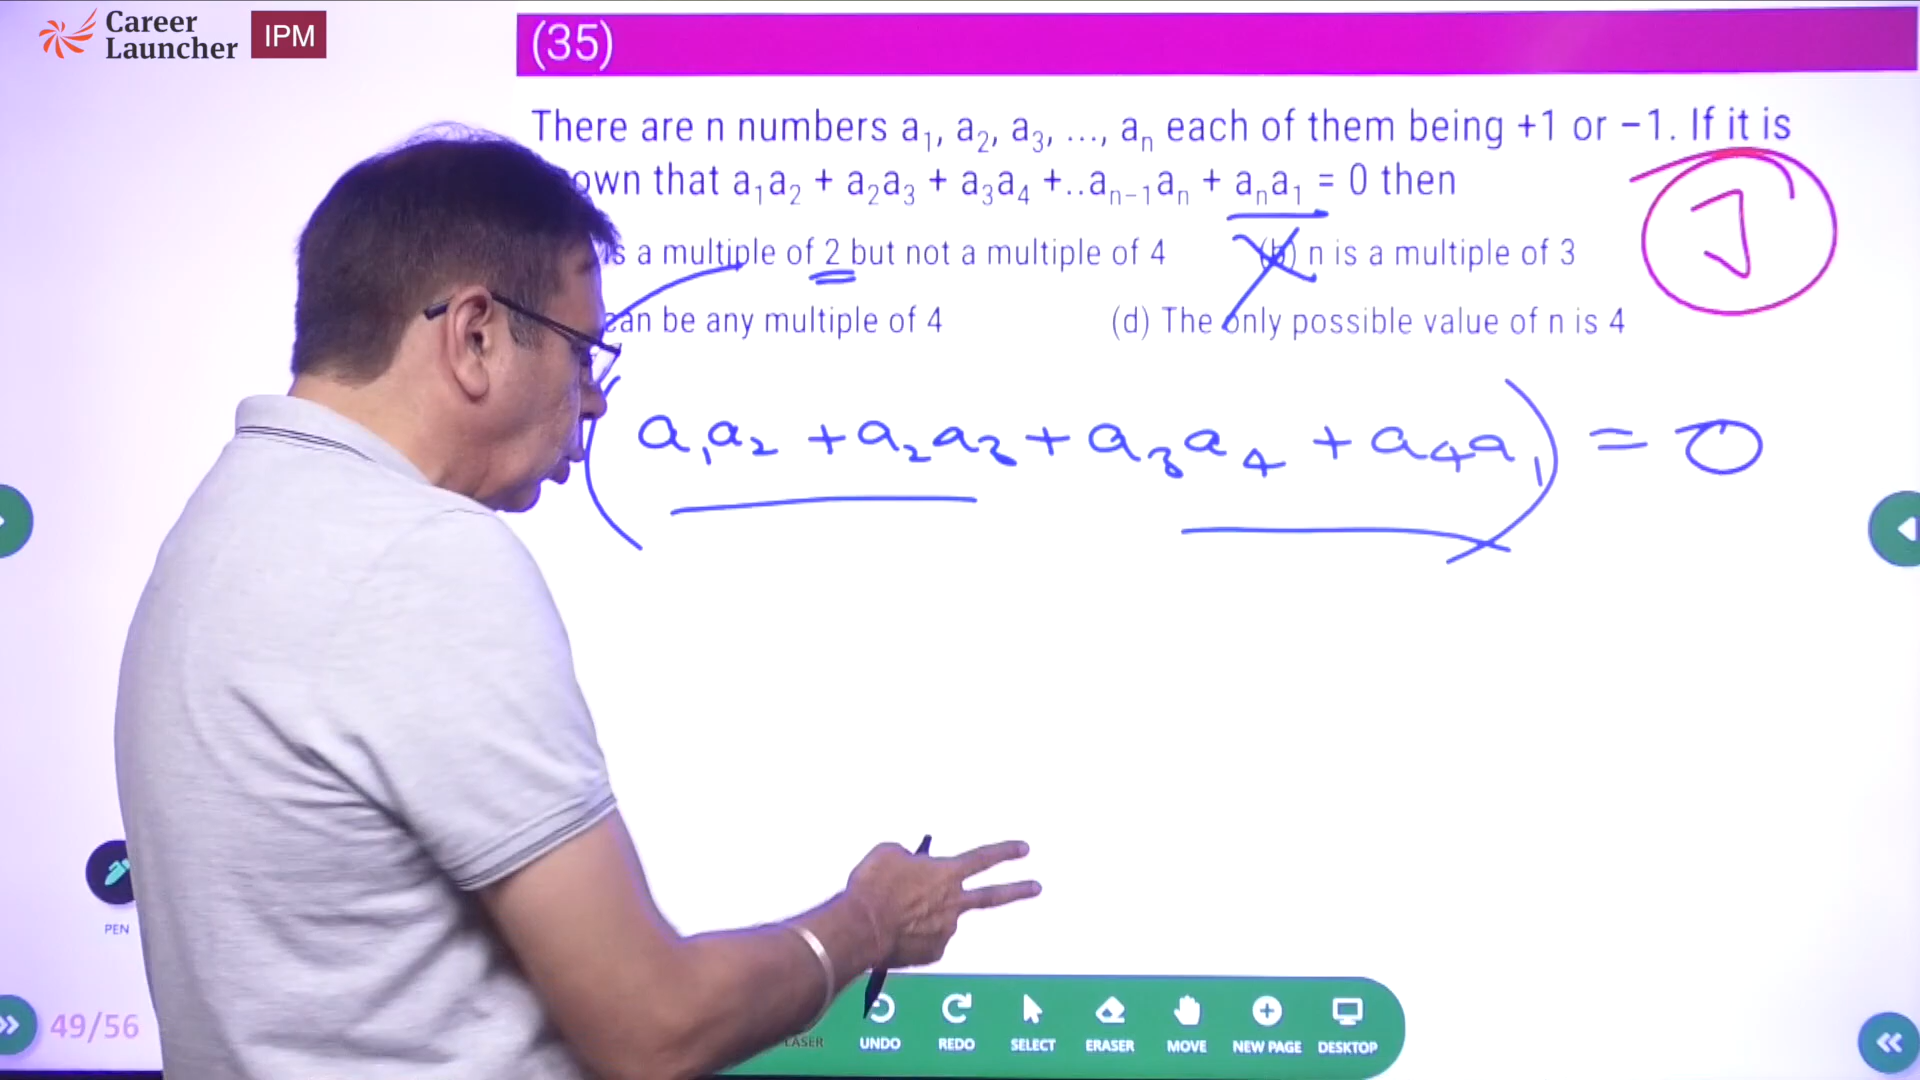 Career
Launcher
IPM
(35)
There are n numbers a₁, a₂, a₃, ..., aₙ each of them being +1 or −1. If it is
own that a₁a₂ + a₂a₃ + a₃a₄ +..aₙ₋₁aₙ + aₙa₁ = 0 then
is a multiple of 2 but not a multiple of 4
(b) n is a multiple of 3
can be any multiple of 4
(d) The only possible value of n is 4
(a₁a₂ + a₂a₃ + a₃a₄ + a₄a₁) = 0
PEN
49/56
LASER
UNDO
REDO
SELECT
ERASER
MOVE
NEW PAGE
DESKTOP